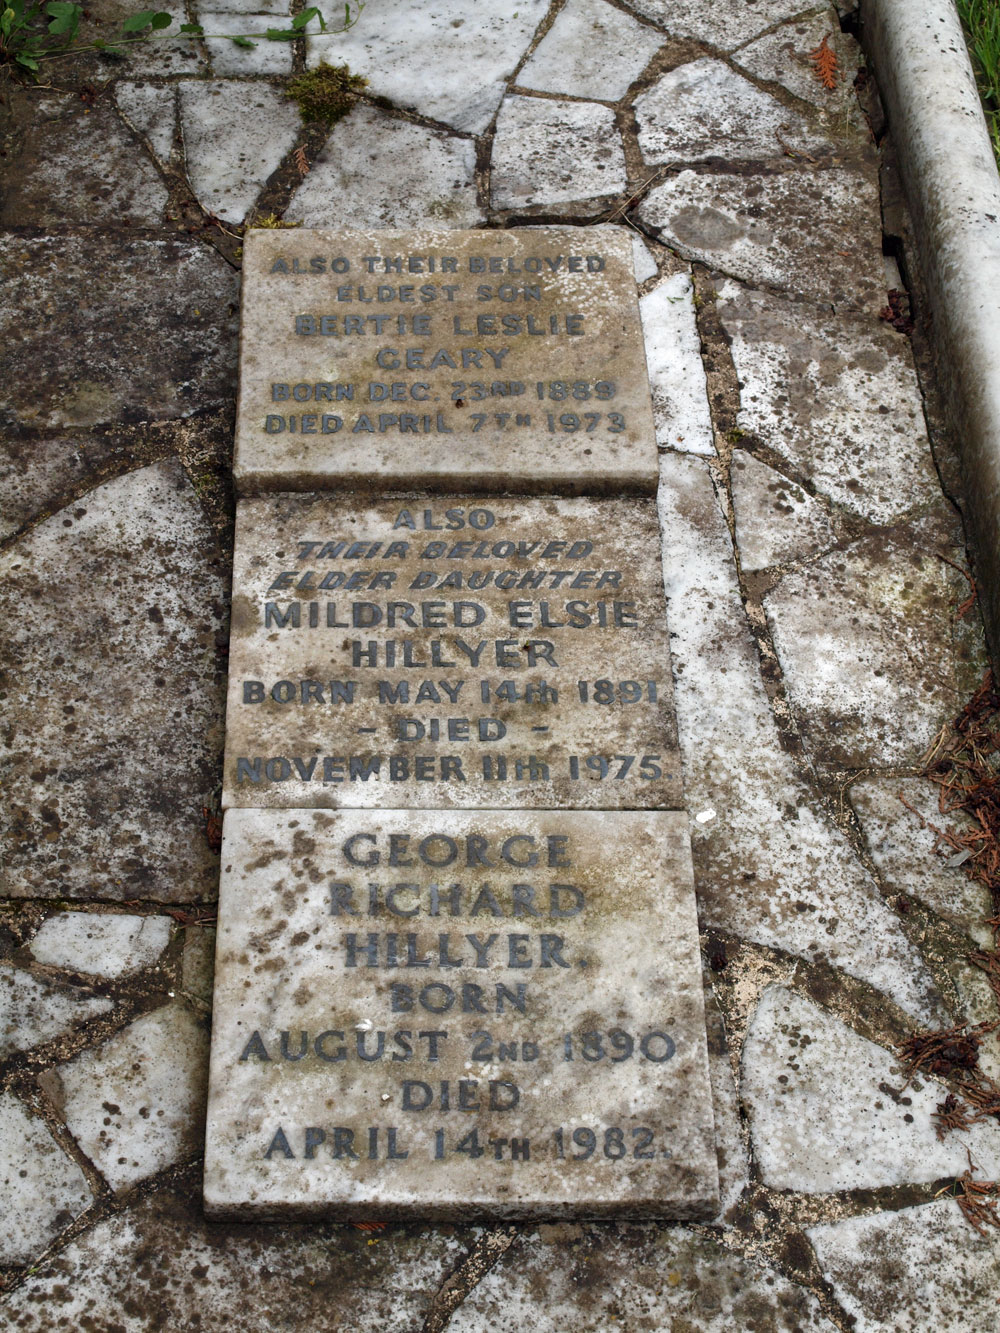 ALSO THEIR BELOVED
ELDEST SON
BERTIE LESLIE
GEARY
BORN DEC. 23RD 1889
DIED APRIL 7TH 1973
ALSO
THEIR BELOVED
ELDER DAUGHTER
MILDRED ELSIE
HILLYER
BORN MAY 14th 1891
- DIED -
NOVEMBER 11th 1975.
GEORGE
RICHARD
HILLYER.
BORN
AUGUST 2ND 1890
DIED
APRIL 14TH 1982.